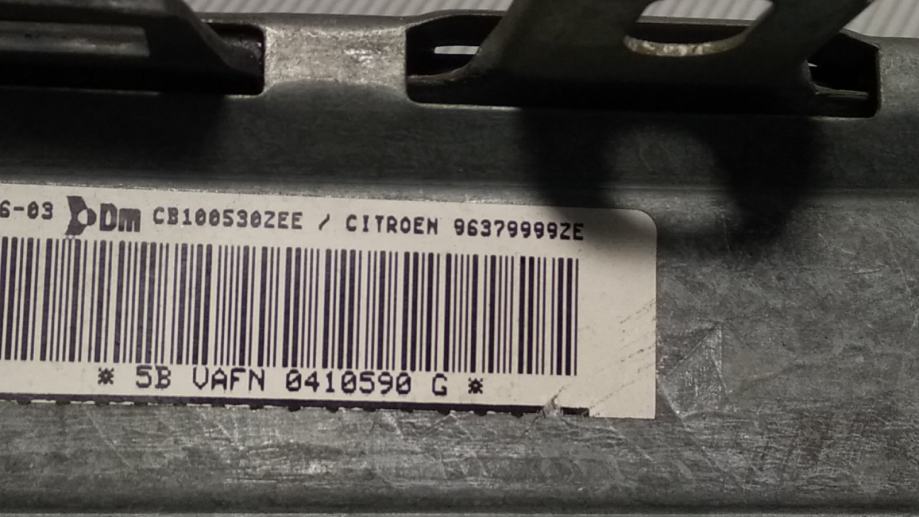 6-03 Dm CB100530ZEE / CITROEN 96379999ZE
* 5B VAFN 0410590 G *